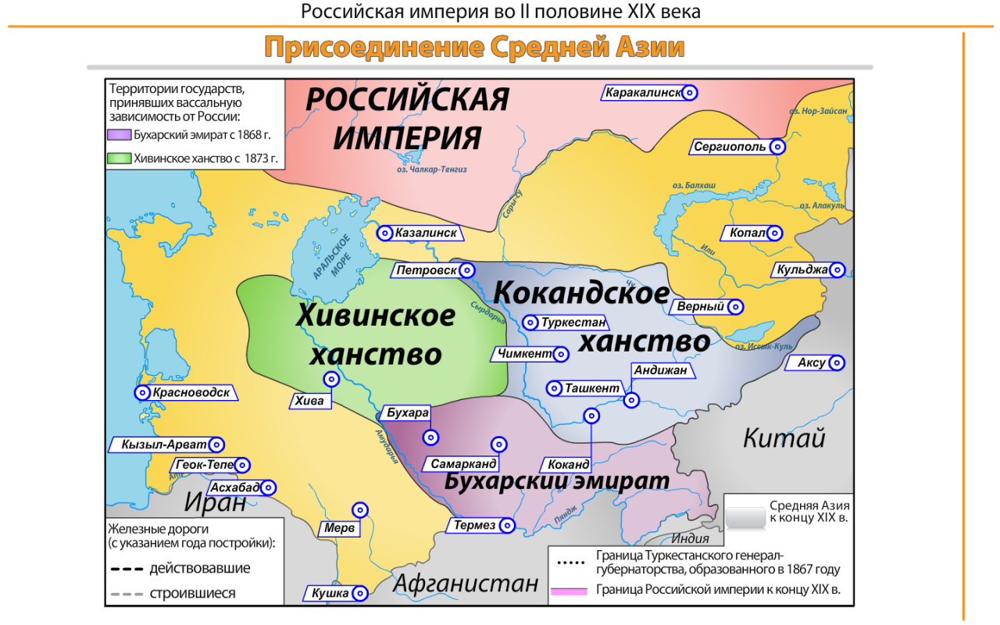 Российская империя во II половине XIX века
Присоединение Средней Азии
Территории государств,
принявших вассальную
зависимость от России:
Бухарский эмират с 1868 г.
Хивинское ханство с 1873 г.
РОССИЙСКАЯ
ИМПЕРИЯ
Каракалинск
оз. Нор-Зайсан
Сергиополь
оз. Чалкар-Тенгиз
оз. Балхаш
Сары-су
оз. Алакуль
АРАЛЬСКОЕ
МОРЕ
Казалинск
Копал
Или
Петровск
Кульджа
Чу
Кокандское
ханство
Верный
Сырдарья
Хивинское
ханство
Туркестан
оз. Иссык-Куль
Чимкент
Аксу
Андижан
Ташкент
Красноводск
Хива
Бухара
Китай
Кызыл-Арват
Амударья
Геок-Тепе
Самарканд
Коканд
Бухарский эмират
Асхабад
Иран
Мерв
Термез
Пяндж
Индия
Средняя Азия
к концу XIX в.
Железные дороги
(с указанием года постройки):
действовавшие
строившиеся
Кушка
Афганистан
Граница Туркестанского генерал-
губернаторства, образованного в 1867 году
Граница Российской империи к концу XIX в.